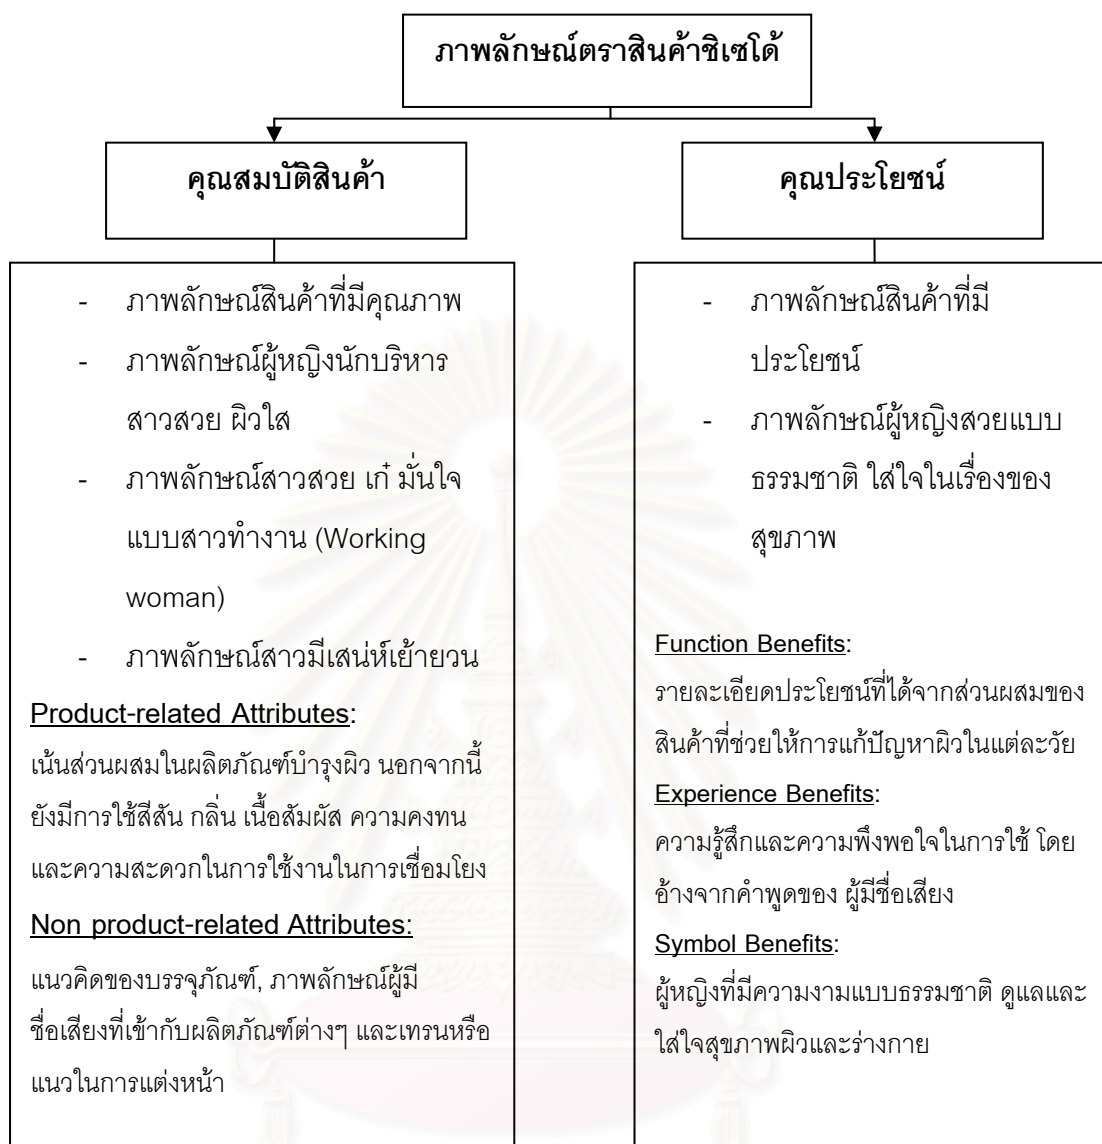 ภาพลักษณ์ตราสินค้าชิเซโด้
คุณสมบัติสินค้า
- ภาพลักษณ์สินค้าที่มีคุณภาพ
- ภาพลักษณ์ผู้หญิงนักบริหาร
สาวสวย ผิวใส
- ภาพลักษณ์สาวสวย เก๋ มั่นใจ
แบบสาวทำงาน (Working
woman)
- ภาพลักษณ์สาวมีเสน่ห์เย้ายวน
Product-related Attributes:
เน้นส่วนผสมในผลิตภัณฑ์บำรุงผิว นอกจากนี้
ยังมีการใช้สีสัน กลิ่น เนื้อสัมผัส ความคงทน
และความสะดวกในการใช้งานในการเชื่อมโยง
Non product-related Attributes:
แนวคิดของบรรจุภัณฑ์, ภาพลักษณ์ผู้มี
ชื่อเสียงที่เข้ากับผลิตภัณฑ์ต่างๆ และเทรนหรือ
แนวในการแต่งหน้า
คุณประโยชน์
- ภาพลักษณ์สินค้าที่มี
ประโยชน์
- ภาพลักษณ์ผู้หญิงสวยแบบ
ธรรมชาติ ใส่ใจในเรื่องของ
สุขภาพ
Function Benefits:
รายละเอียดประโยชน์ที่ได้จากส่วนผสมของ
สินค้าที่ช่วยให้การแก้ปัญหาผิวในแต่ละวัย
Experience Benefits:
ความรู้สึกและความพึงพอใจในการใช้ โดย
อ้างจากคำพูดของ ผู้มีชื่อเสียง
Symbol Benefits:
ผู้หญิงที่มีความงามแบบธรรมชาติ ดูแลและ
ใส่ใจสุขภาพผิวและร่างกาย